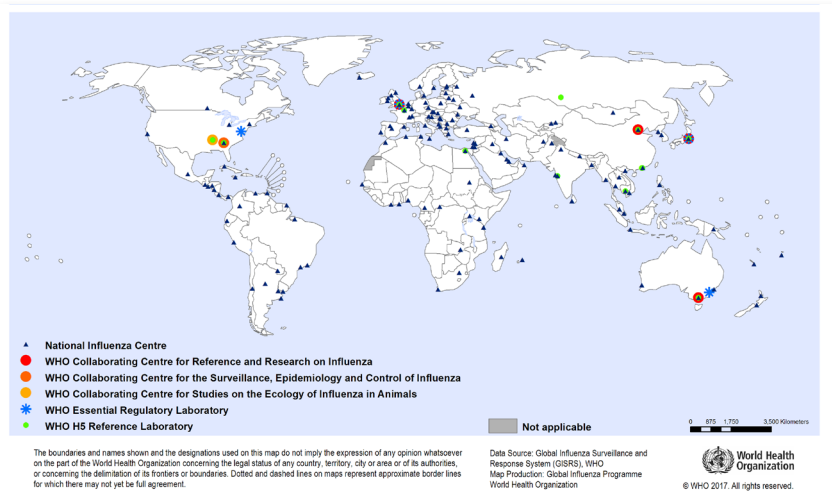 National Influenza Centre
WHO Collaborating Centre for Reference and Research on Influenza
WHO Collaborating Centre for the Surveillance, Epidemiology and Control of Influenza
WHO Collaborating Centre for Studies on the Ecology of Influenza in Animals
WHO Essential Regulatory Laboratory
WHO H5 Reference Laboratory
Not applicable
0 875 1,750 3,500 Kilometers
The boundaries and names shown and the designations used on this map do not imply the expression of any opinion whatsoever
on the part of the World Health Organization concerning the legal status of any country, territory, city or area or of its authorities,
or concerning the delimitation of its frontiers or boundaries. Dotted and dashed lines on maps represent approximate border lines
for which there may not yet be full agreement.
Data Source: Global Influenza Surveillance and
Response System (GISRS), WHO
Map Production: Global Influenza Programme
World Health Organization
World Health
Organization
© WHO 2017. All rights reserved.